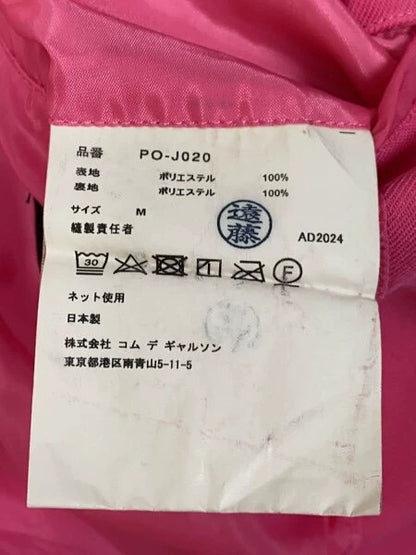 品番 PO-J020
表地 ポリエステル 100%
裏地 ポリエステル 100%
サイズ M
縫製責任者 遠藤 AD2024
30 F
ネット使用
日本製
株式会社 コム デ ギャルソン
東京都港区南青山5-11-5